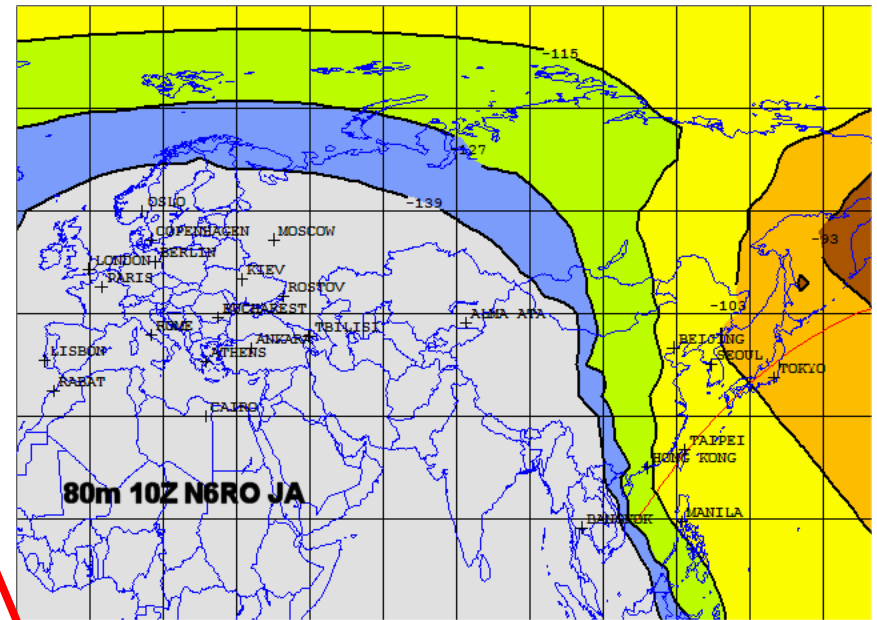 -115
-127
-139
OSLO
COPENHAGEN
MOSCOW
-93
BERLIN
LONDON
KIEV
PARIS
ROSTOV
-103
BUCHAREST
ALMA ATA
ROME
ANKARA
TBILISI
BEIJING
LISBON
ATHENS
SEOUL
TOKYO
RABAT
CAIRO
TAIPEI
HONG KONG
80m 10Z N6RO JA
MANILA
BANGKOK